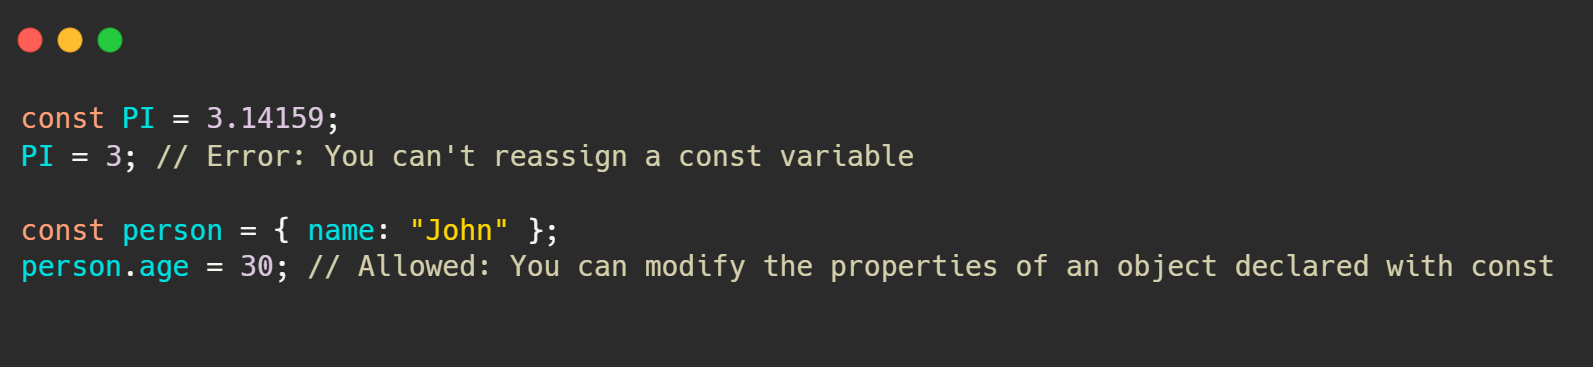 const PI = 3.14159;
PI = 3; // Error: You can't reassign a const variable
const person = { name: "John" };
person.age = 30; // Allowed: You can modify the properties of an object declared with const